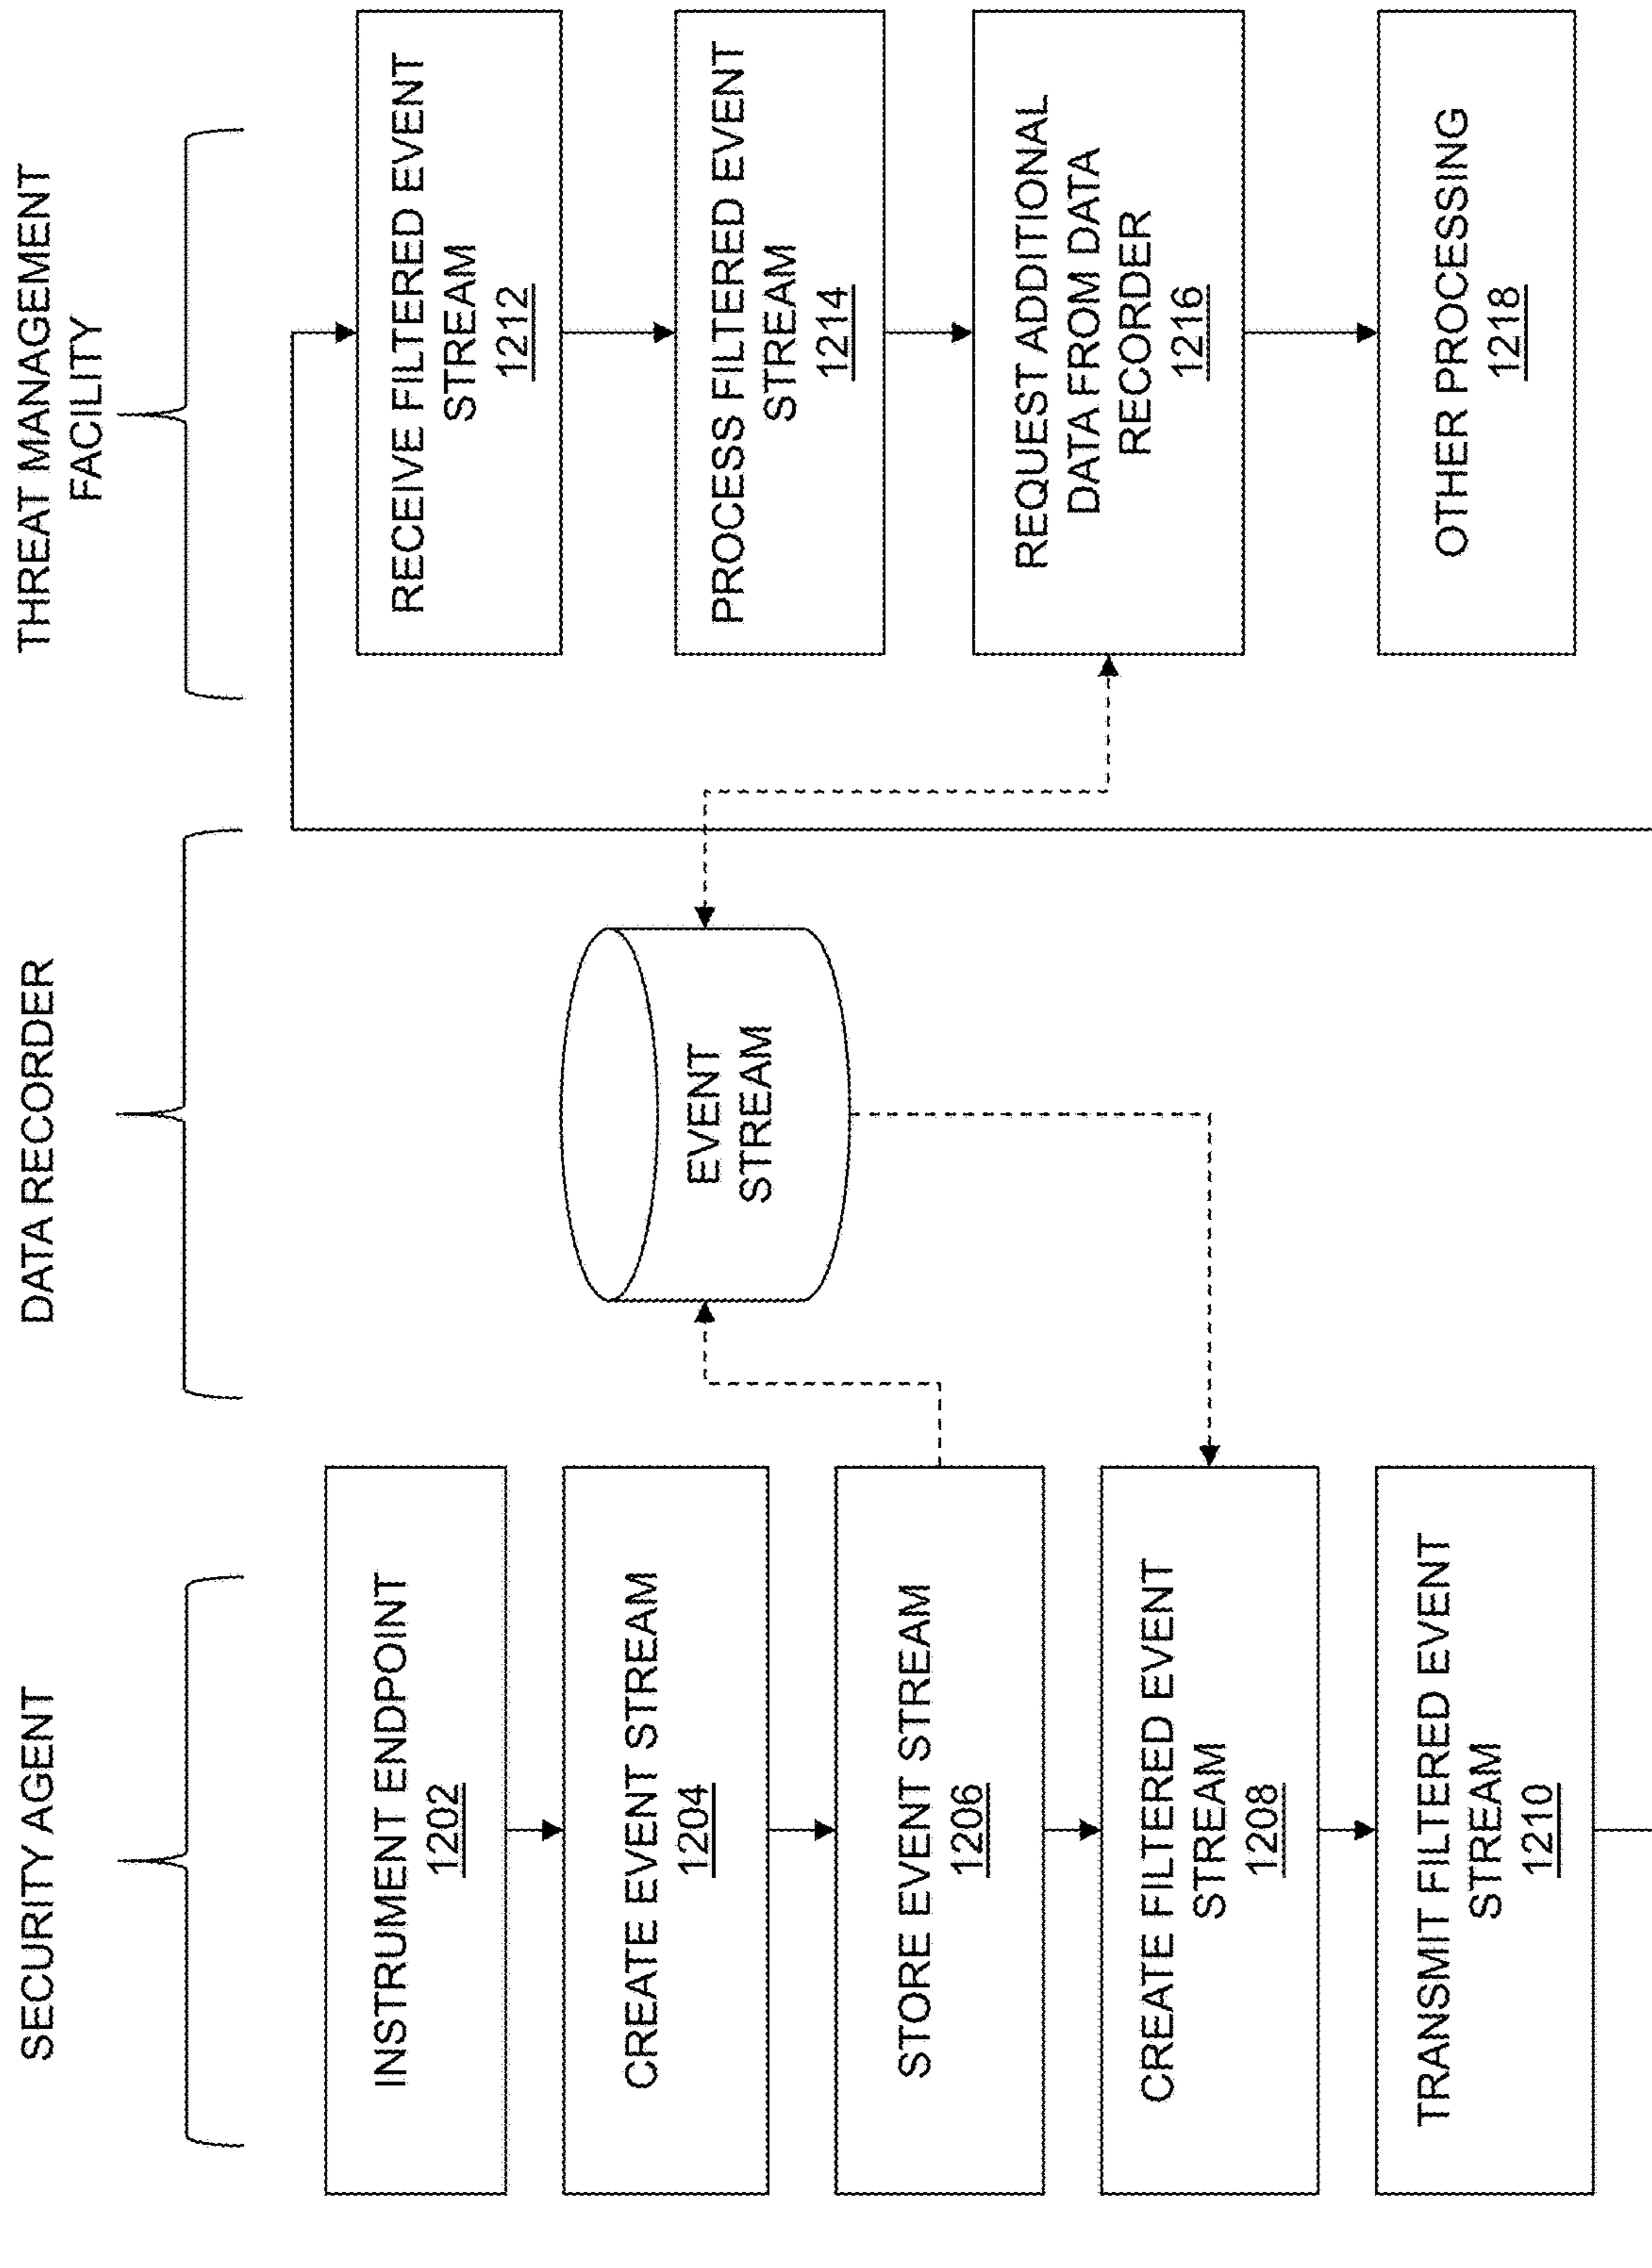 SECURITY AGENT
INSTRUMENT ENDPOINT
1202
CREATE EVENT STREAM
1204
STORE EVENT STREAM
1206
CREATE FILTERED EVENT
STREAM
1208
TRANSMIT FILTERED EVENT
STREAM
1210
DATA RECORDER
EVENT
STREAM
THREAT MANAGEMENT
FACILITY
RECEIVE FILTERED EVENT
STREAM
1212
PROCESS FILTERED EVENT
STREAM
1214
REQUEST ADDITIONAL
DATA FROM DATA
RECORDER
1216
OTHER PROCESSING
1218